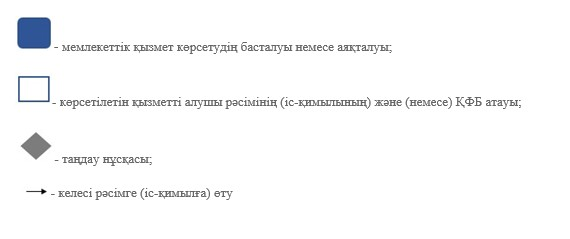 - мемлекеттік қызмет көрсетудің басталуы немесе аяқталуы;
- көрсетілетін қызметті алушы рәсімінің (іс-қимылының) және (немесе) ҚФБ атауы;
- таңдау нұсқасы;
- келесі рәсімге (іс-қимылға) өту